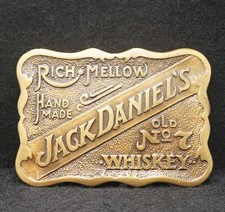 RICH-MELLOW
HAND
MADE
JACK DANIEL'S
OLD
No 7
WHISKEY